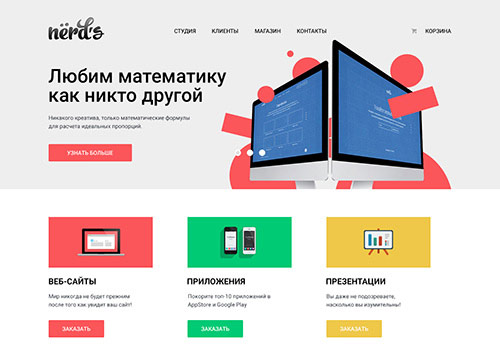 nërd's
СТУДИЯ КЛИЕНТЫ МАГАЗИН КОНТАКТЫ КОРЗИНА
Любим математику
как никто другой
Никакого креатива, только математические формулы
для расчета идеальных пропорций.
УЗНАТЬ БОЛЬШЕ
ВЕБ-САЙТЫ
Мир никогда не будет прежним
после того как увидит ваш сайт!
ЗАКАЗАТЬ
ПРИЛОЖЕНИЯ
Покорите топ-10 приложений в
AppStore и Google Play
ЗАКАЗАТЬ
ПРЕЗЕНТАЦИИ
Вы даже не подозреваете,
насколько вы изумительны!
ЗАКАЗАТЬ